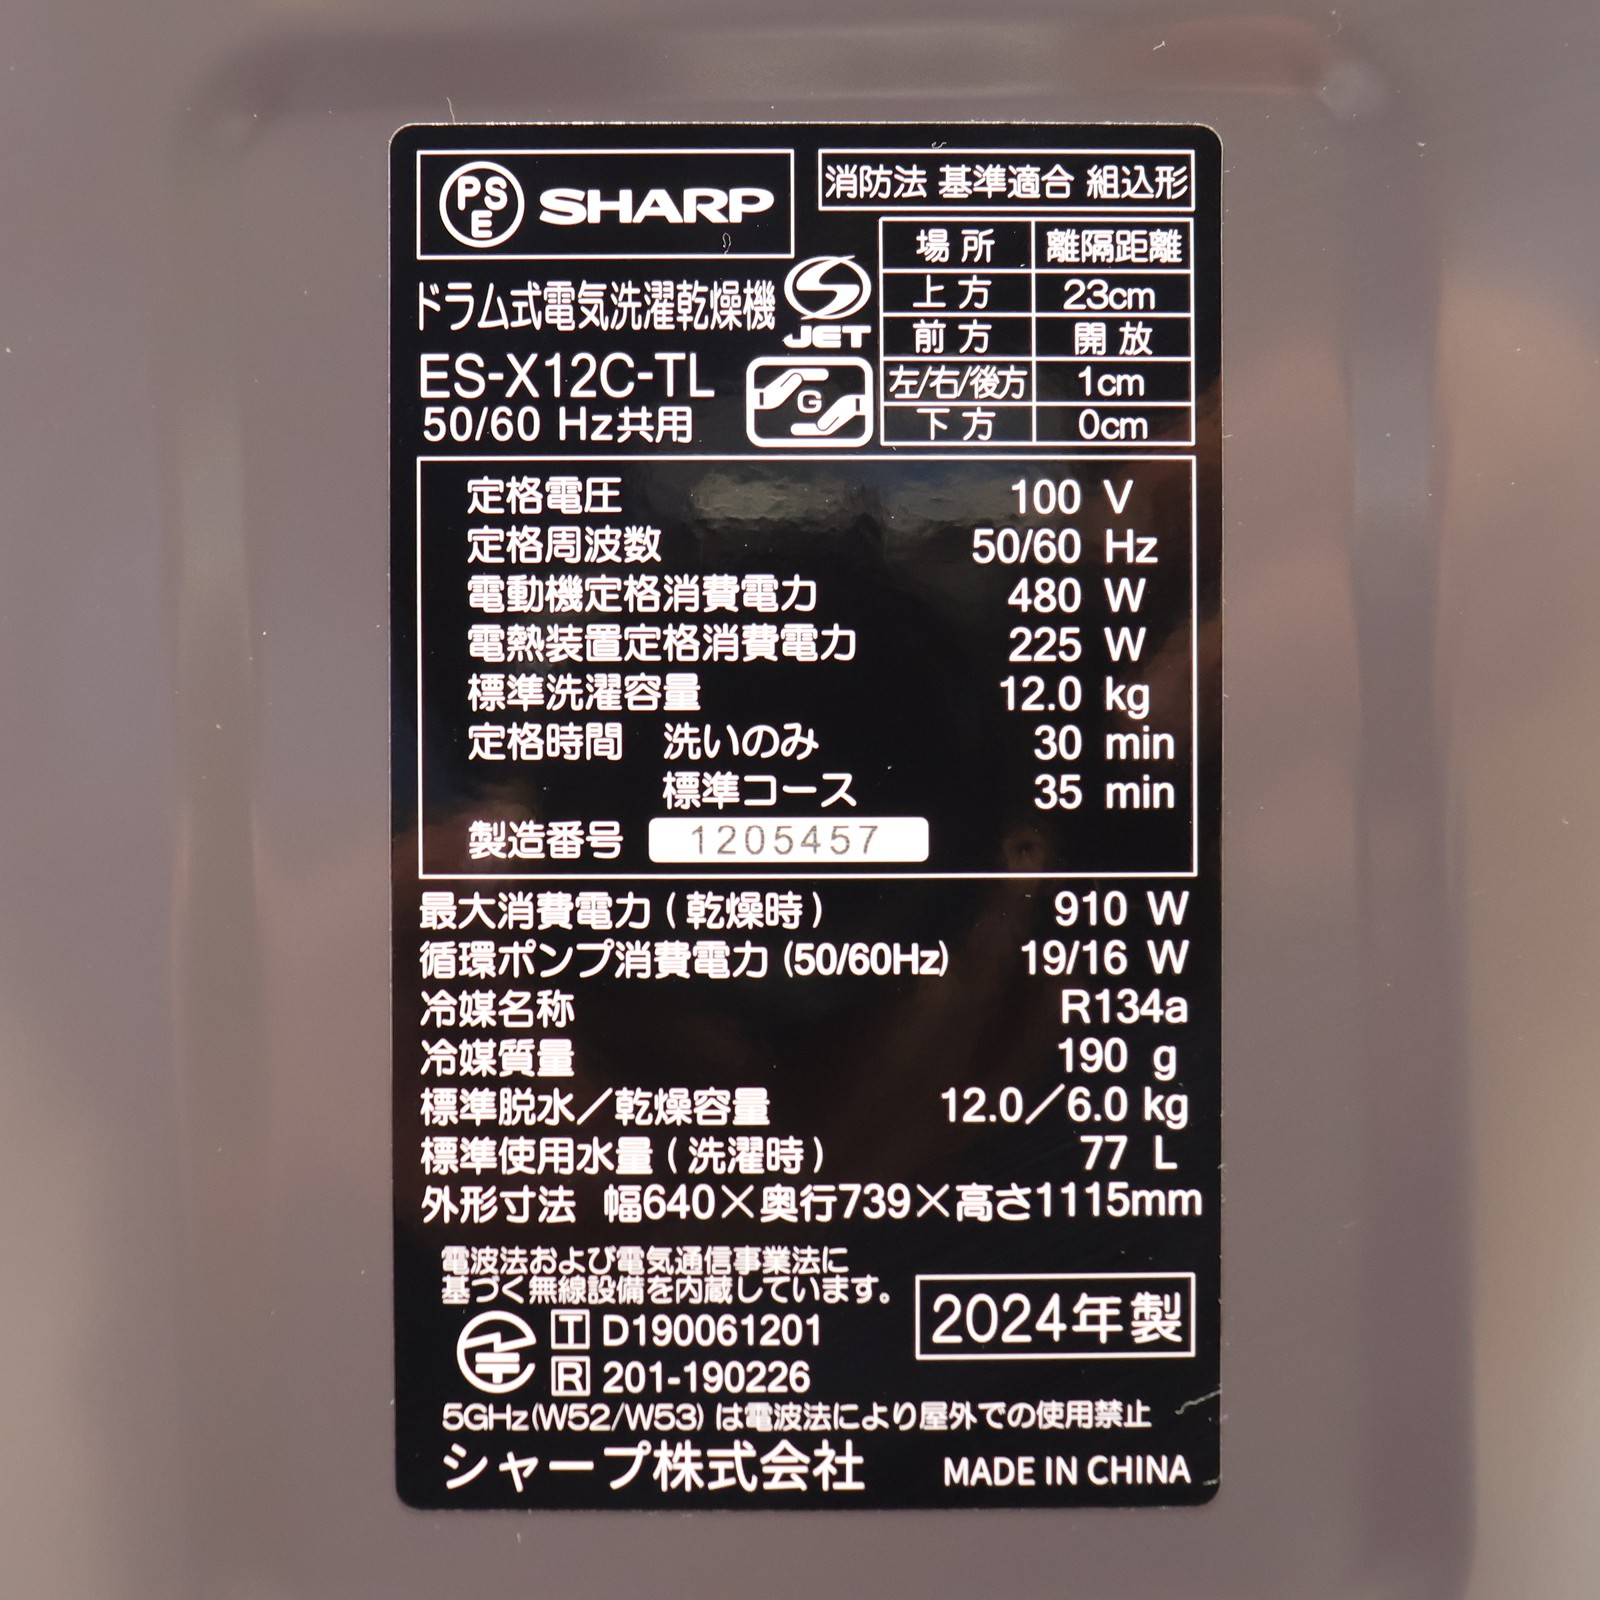 PSE SHARP
ドラム式電気洗濯乾燥機
ES-X12C-TL
50/60 Hz共用
JET
G
消防法 基準適合 組込形
場所 離隔距離
上方 23cm
前方 開放
左/右/後方 1cm
下方 0cm
定格電圧 100 V
定格周波数 50/60 Hz
電動機定格消費電力 480 W
電熱装置定格消費電力 225 W
標準洗濯容量 12.0 kg
定格時間 洗いのみ 30 min
標準コース 35 min
製造番号 1205457
最大消費電力(乾燥時) 910 W
循環ポンプ消費電力(50/60Hz) 19/16 W
冷媒名称 R134a
冷媒質量 190 g
標準脱水/乾燥容量 12.0/6.0 kg
標準使用水量(洗濯時) 77 L
外形寸法 幅640×奥行739×高さ1115mm
電波法および電気通信事業法に
基づく無線設備を内蔵しています。
T D190061201
R 201-190226
2024年製
5GHz(W52/W53)は電波法により屋外での使用禁止
シャープ株式会社 MADE IN CHINA